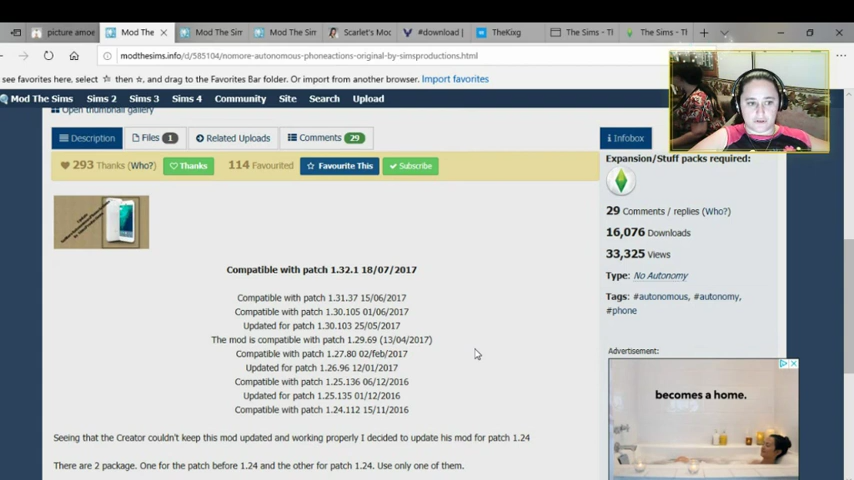 picture amoe
Mod The
Mod The Sim
Mod The Sim
Scarlet's Mod
#download |
TheKixg
The Sims - Th
The Sims - Th
modthesims.info/d/585104/nomore-autonomous-phoneactions-original-by-simsproductions.html
see favorites here, select ☆ then ☆, and drag to the Favorites Bar folder. Or import from another browser. Import favorites
Mod The Sims Sims 2 Sims 3 Sims 4 Community Site Search Upload
Open thumbnail gallery
Description Files 1 Related Uploads Comments 29
Infobox
293 Thanks (Who?) Thanks 114 Favourited Favourite This Subscribe
Expansion/Stuff packs required:
29 Comments / replies (Who?)
16,076 Downloads
33,325 Views
Type: No Autonomy
Tags: #autonomous, #autonomy,
#phone
Compatible with patch 1.32.1 18/07/2017
Compatible with patch 1.31.37 15/06/2017
Compatible with patch 1.30.105 01/06/2017
Updated for patch 1.30.103 25/05/2017
The mod is compatible with patch 1.29.69 (13/04/2017)
Compatible with patch 1.27.80 02/feb/2017
Updated for patch 1.26.96 12/01/2017
Compatible with patch 1.25.136 06/12/2016
Updated for patch 1.25.135 01/12/2016
Compatible with patch 1.24.112 15/11/2016
Seeing that the Creator couldn't keep this mod updated and working properly I decided to update his mod for patch 1.24
There are 2 package. One for the patch before 1.24 and the other for patch 1.24. Use only one of them.
Advertisement:
becomes a home.